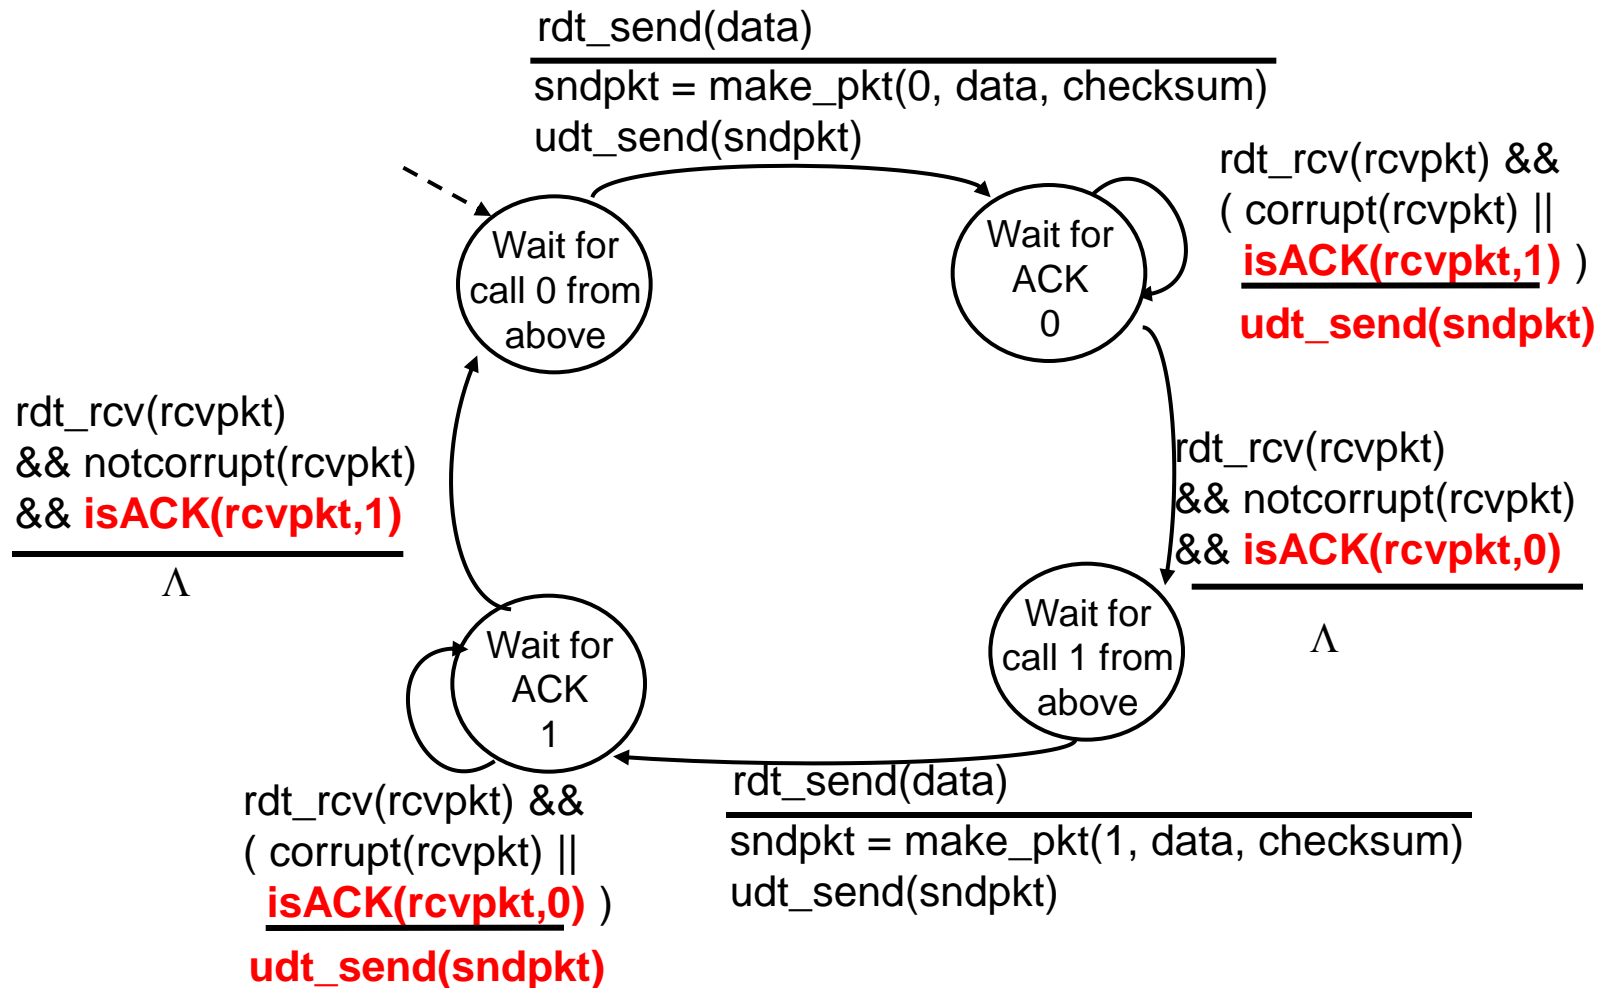 rdt_send(data)
sndpkt = make_pkt(0, data, checksum)
udt_send(sndpkt)
Wait for
call 0 from
above
Wait for
ACK
0
rdt_rcv(rcvpkt) &&
( corrupt(rcvpkt) ||
isACK(rcvpkt,1) )
udt_send(sndpkt)
rdt_rcv(rcvpkt)
&& notcorrupt(rcvpkt)
&& isACK(rcvpkt,0)
Λ
Wait for
call 1 from
above
rdt_send(data)
sndpkt = make_pkt(1, data, checksum)
udt_send(sndpkt)
Wait for
ACK
1
rdt_rcv(rcvpkt) &&
( corrupt(rcvpkt) ||
isACK(rcvpkt,0) )
udt_send(sndpkt)
rdt_rcv(rcvpkt)
&& notcorrupt(rcvpkt)
&& isACK(rcvpkt,1)
Λ